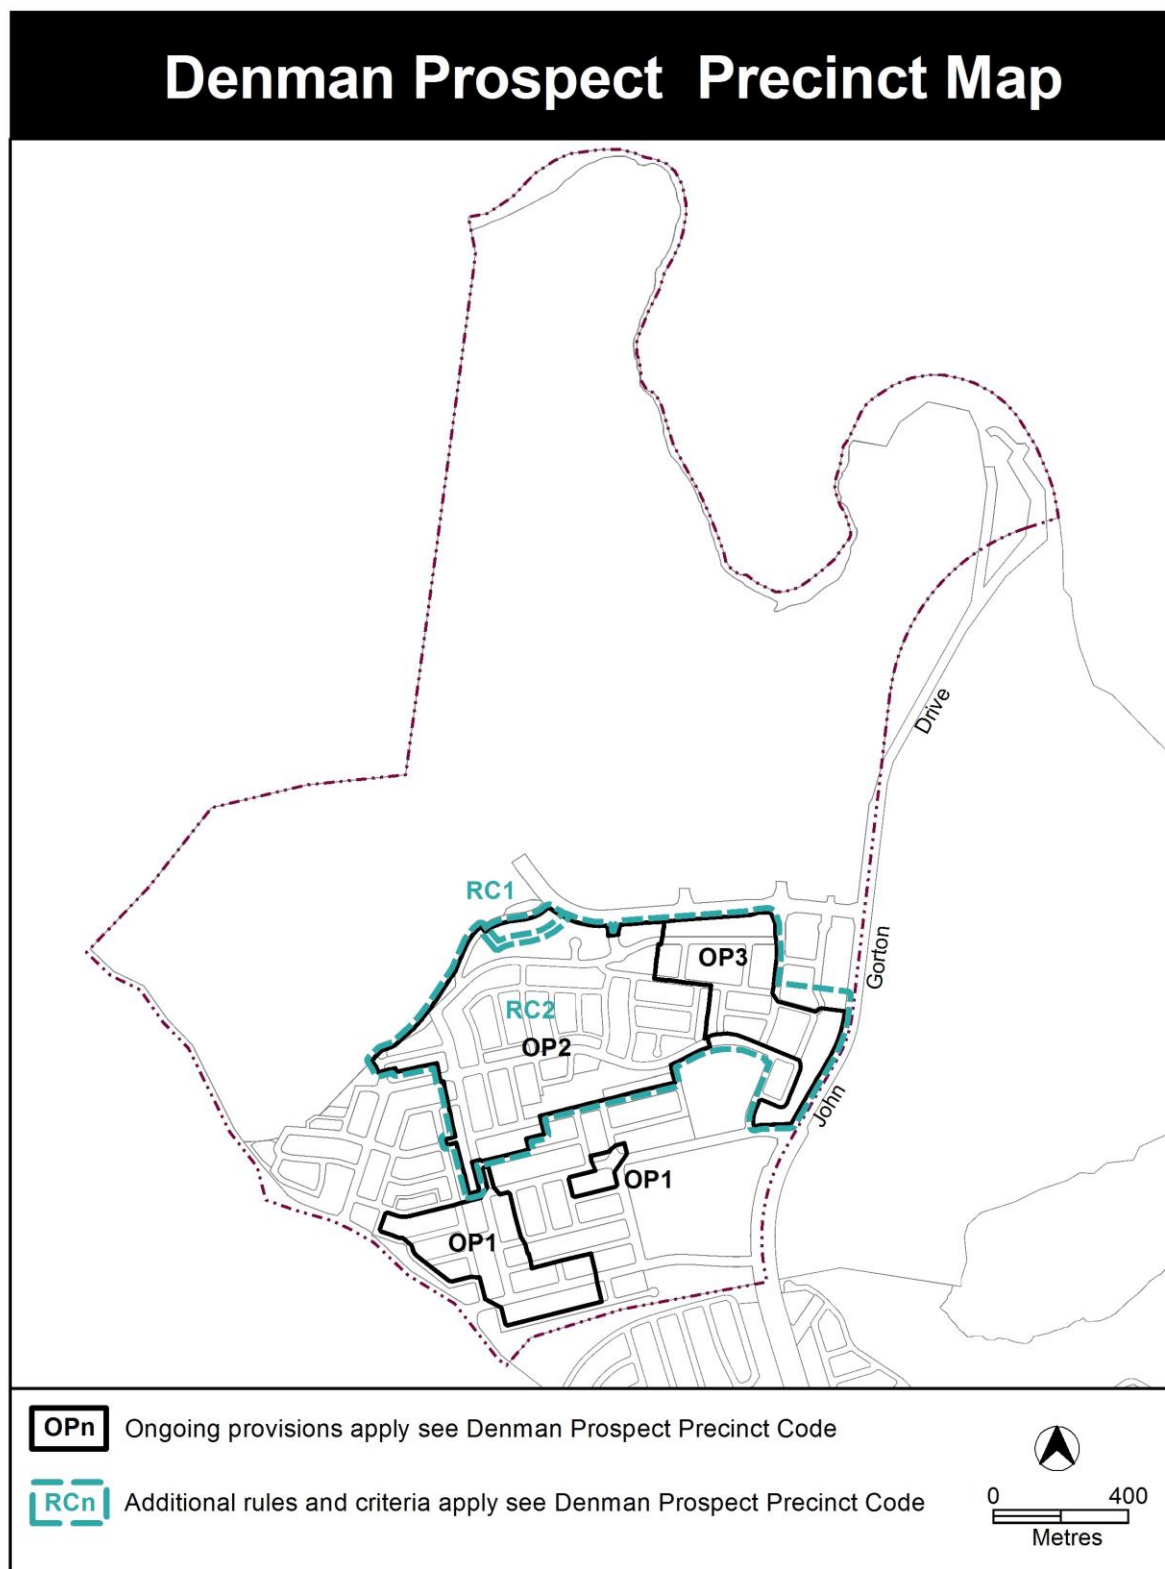 Denman Prospect Precinct Map
Drive
RC1
Gorton
OP3
RC2
OP2
John
OP1
OP1
OPn Ongoing provisions apply see Denman Prospect Precinct Code
RCn Additional rules and criteria apply see Denman Prospect Precinct Code
0 400
Metres